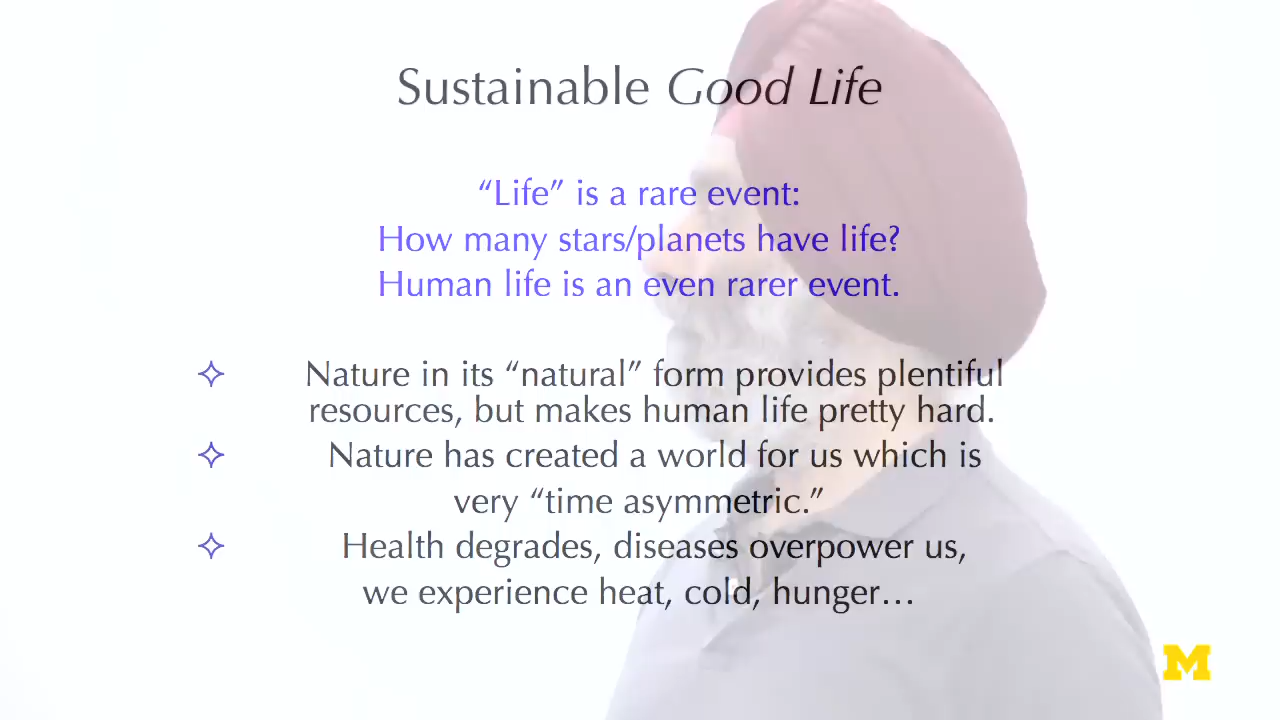 Sustainable Good Life
“Life” is a rare event:
How many stars/planets have life?
Human life is an even rarer event.
✧ Nature in its “natural” form provides plentiful
resources, but makes human life pretty hard.
✧ Nature has created a world for us which is
very “time asymmetric.”
✧ Health degrades, diseases overpower us,
we experience heat, cold, hunger…
M